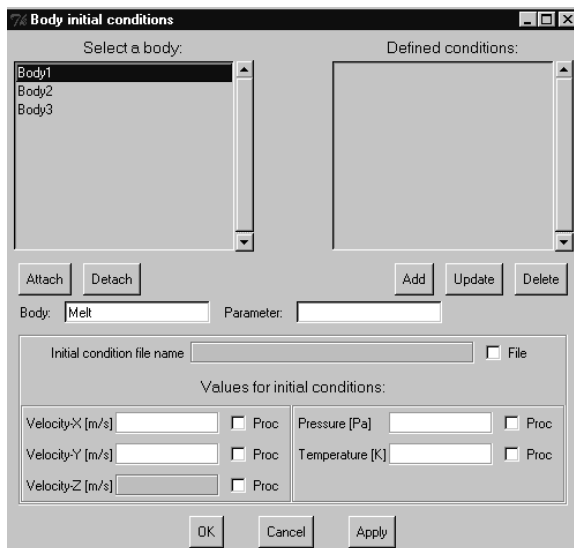 Body initial conditions
Select a body: Defined conditions:
Body1
Body2
Body3
Attach Detach Add Update Delete
Body: Melt Parameter:
Initial condition file name File
Values for initial conditions:
Velocity-X [m/s] Proc Pressure [Pa] Proc
Velocity-Y [m/s] Proc Temperature [K] Proc
Velocity-Z [m/s] Proc
OK Cancel Apply